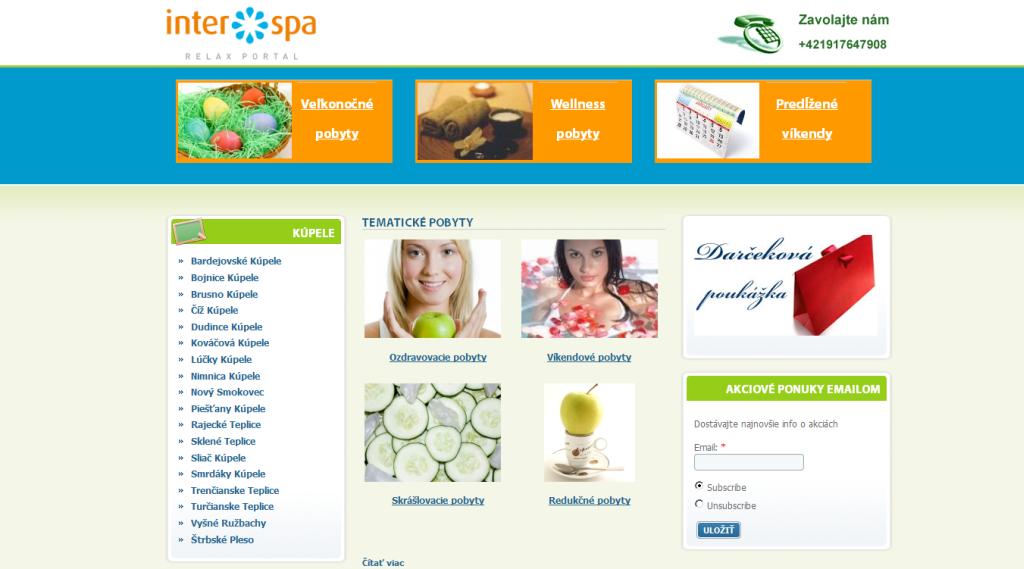 inter spa
RELAX PORTAL
Zavolajte nám
+421917647908
Veľkonočné
pobyty
Wellness
pobyty
Predĺžené
víkendy
KÚPELE
» Bardejovské Kúpele
» Bojnice Kúpele
» Brusno Kúpele
» Číž Kúpele
» Dudince Kúpele
» Kováčová Kúpele
» Lúčky Kúpele
» Nimnica Kúpele
» Nový Smokovec
» Piešťany Kúpele
» Rajecké Teplice
» Sklené Teplice
» Sliač Kúpele
» Smrdáky Kúpele
» Trenčianske Teplice
» Turčianske Teplice
» Vyšné Ružbachy
» Štrbské Pleso
TEMATICKÉ POBYTY
Ozdravovacie pobyty
Víkendové pobyty
Skrášlovacie pobyty
Redukčné pobyty
Čítať viac
Darčeková
poukážka
AKCIOVÉ PONUKY EMAILOM
Dostávajte najnovšie info o akciách
Email: *
Subscribe
Unsubscribe
ULOŽIŤ